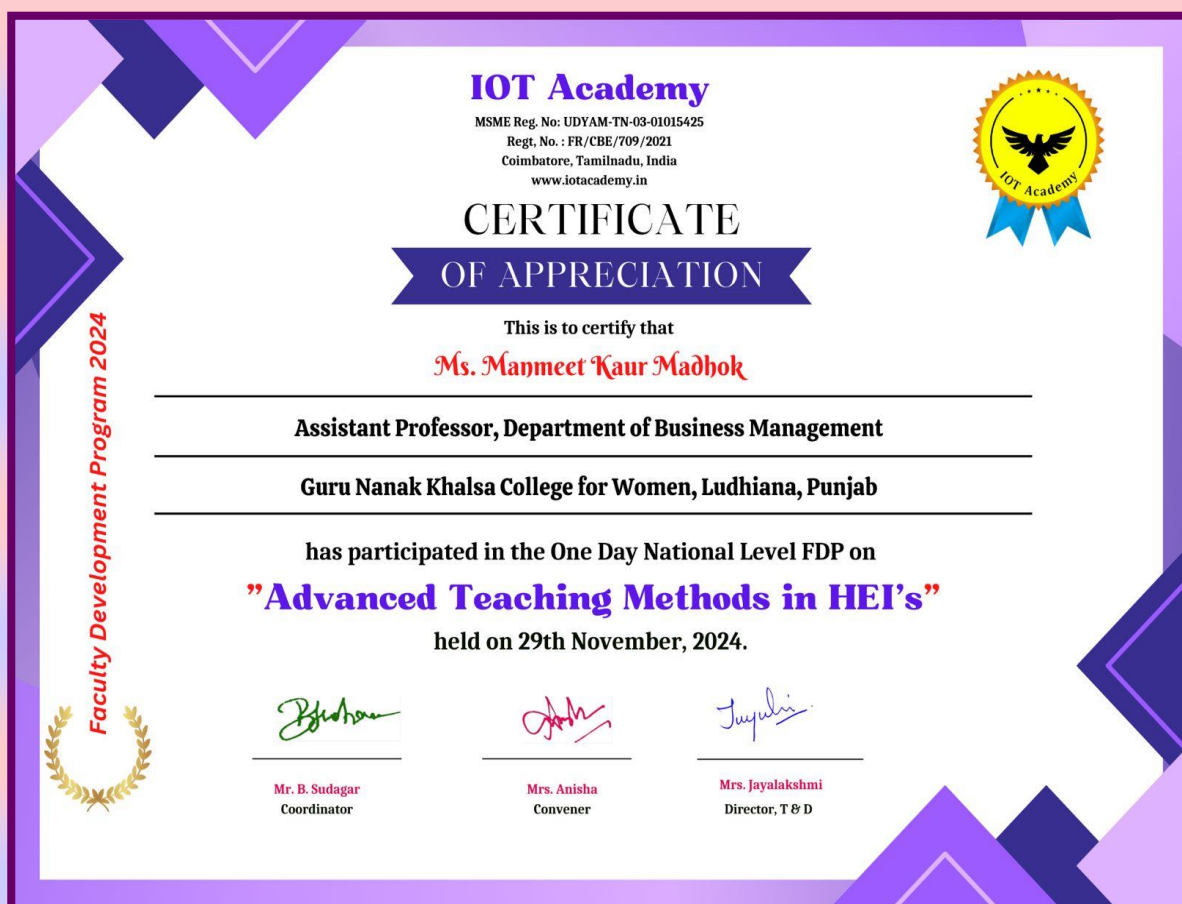 IOT Academy
MSME Reg. No: UDYAM-TN-03-01015425
Regt, No. : FR/CBE/709/2021
Coimbatore, Tamilnadu, India
www.iotacademy.in
IOT Academy
CERTIFICATE
OF APPRECIATION
This is to certify that
Ms. Manmeet Kaur Madhok
Assistant Professor, Department of Business Management
Guru Nanak Khalsa College for Women, Ludhiana, Punjab
has participated in the One Day National Level FDP on
"Advanced Teaching Methods in HEI's"
held on 29th November, 2024.
Faculty Development Program 2024
Mr. B. Sudagar
Coordinator
Mrs. Anisha
Convener
Mrs. Jayalakshmi
Director, T & D